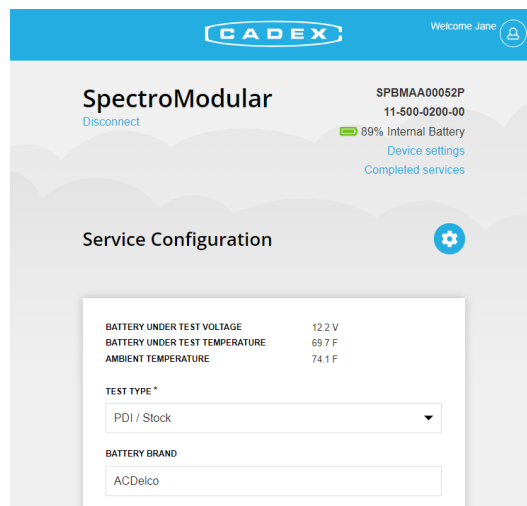 CADEX
Welcome Jane
SpectroModular
Disconnect
SPBMAA00052P
11-500-0200-00
89% Internal Battery
Device settings
Completed services
Service Configuration
BATTERY UNDER TEST VOLTAGE 12.2 V
BATTERY UNDER TEST TEMPERATURE 69.7 F
AMBIENT TEMPERATURE 74.1 F
TEST TYPE *
PDI / Stock
BATTERY BRAND
ACDelco